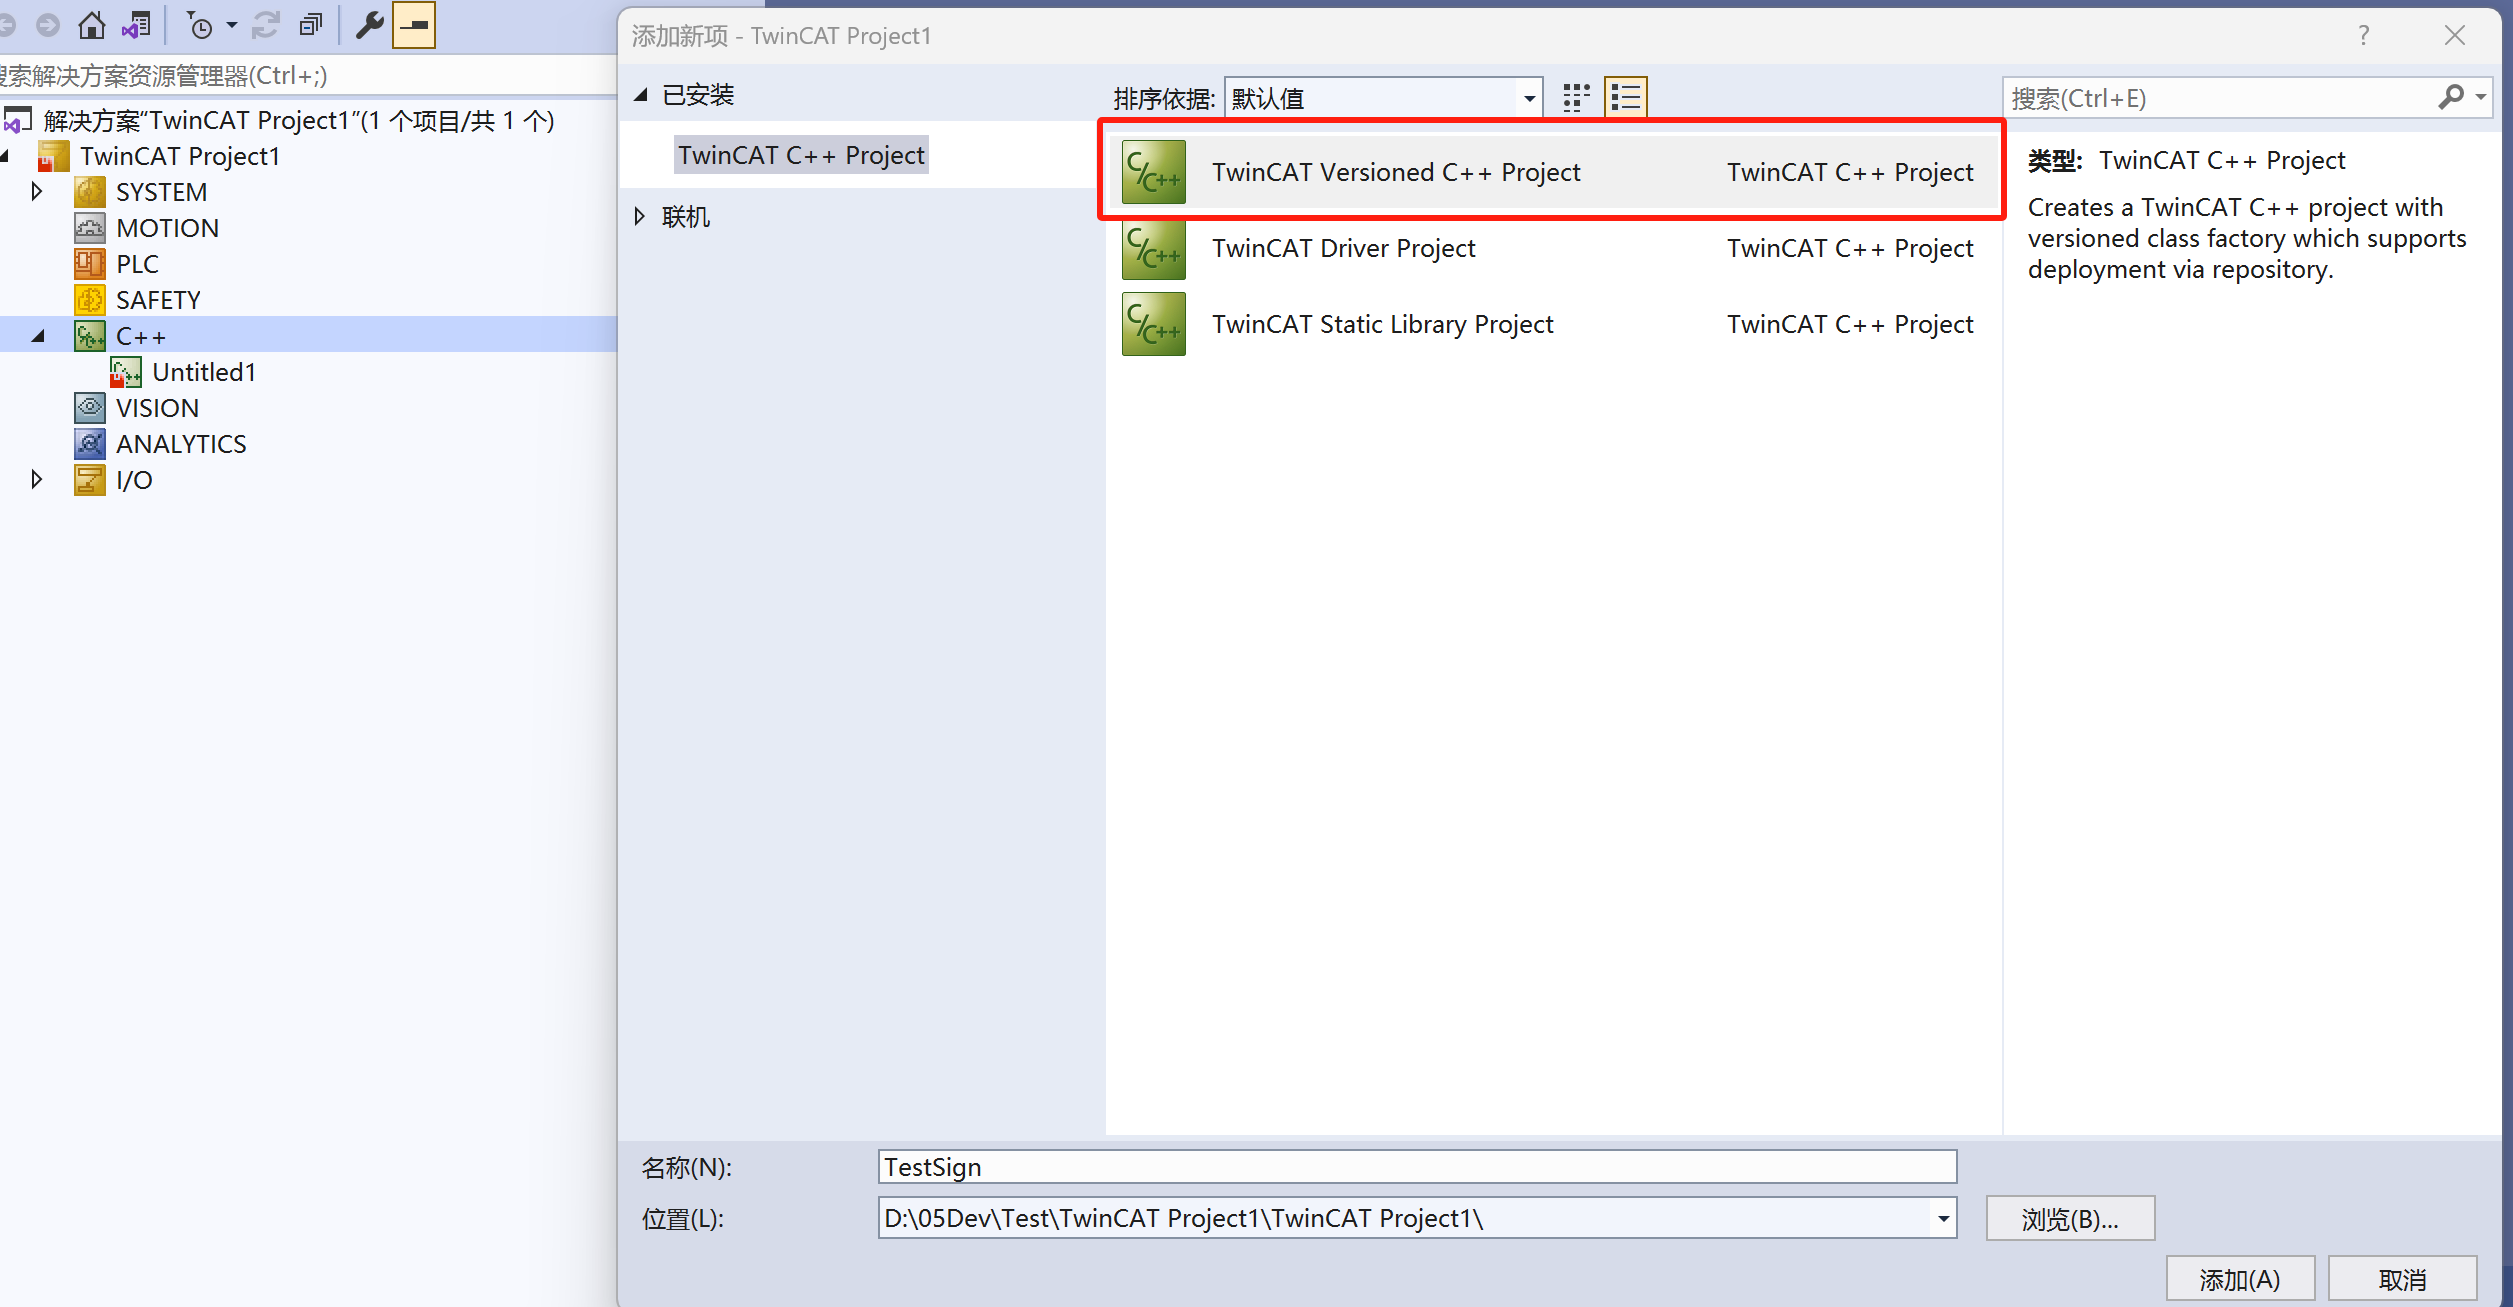 搜索解决方案资源管理器(Ctrl+;)
解决方案“TwinCAT Project1”(1 个项目/共 1 个)
TwinCAT Project1
SYSTEM
MOTION
PLC
SAFETY
C++
Untitled1
VISION
ANALYTICS
I/O
添加新项 - TwinCAT Project1
?
已安装
TwinCAT C++ Project
联机
排序依据: 默认值
搜索(Ctrl+E)
TwinCAT Versioned C++ Project TwinCAT C++ Project
TwinCAT Driver Project TwinCAT C++ Project
TwinCAT Static Library Project TwinCAT C++ Project
类型: TwinCAT C++ Project
Creates a TwinCAT C++ project with
versioned class factory which supports
deployment via repository.
名称(N): TestSign
位置(L): D:\05Dev\Test\TwinCAT Project1\TwinCAT Project1\
浏览(B)...
添加(A)
取消